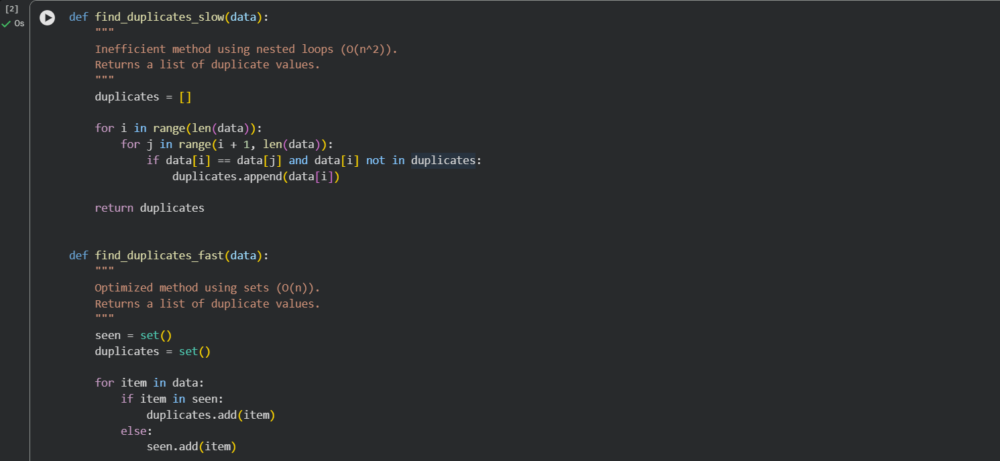 [2]
0s
def find_duplicates_slow(data):
    """
    Inefficient method using nested loops (O(n^2)).
    Returns a list of duplicate values.
    """
    duplicates = []

    for i in range(len(data)):
        for j in range(i + 1, len(data)):
            if data[i] == data[j] and data[i] not in duplicates:
                duplicates.append(data[i])

    return duplicates


def find_duplicates_fast(data):
    """
    Optimized method using sets (O(n)).
    Returns a list of duplicate values.
    """
    seen = set()
    duplicates = set()

    for item in data:
        if item in seen:
            duplicates.add(item)
        else:
            seen.add(item)